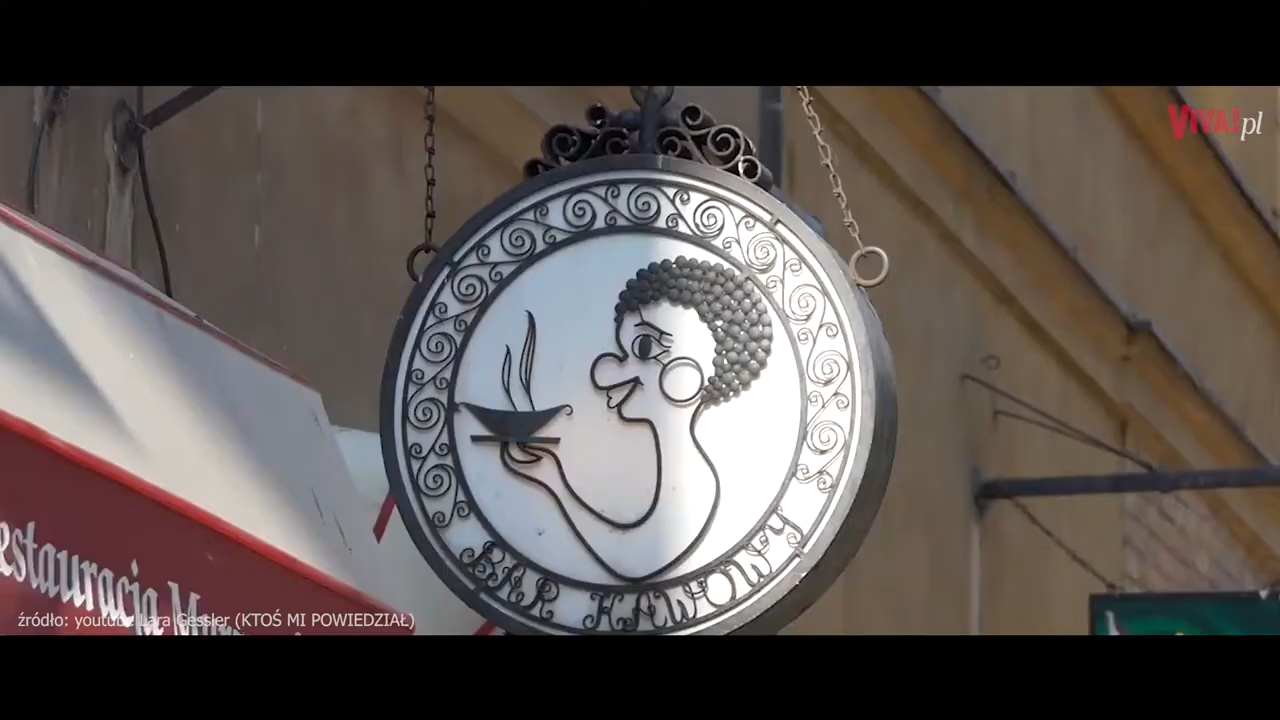 VIVA!pl
BAR KAWOWY
estauracja
źródło: youtube Lara Gessler (KTOŚ MI POWIEDZIAŁ)